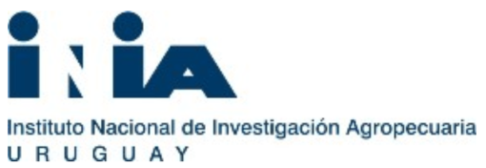 inia
Instituto Nacional de Investigación Agropecuaria
URUGUAY